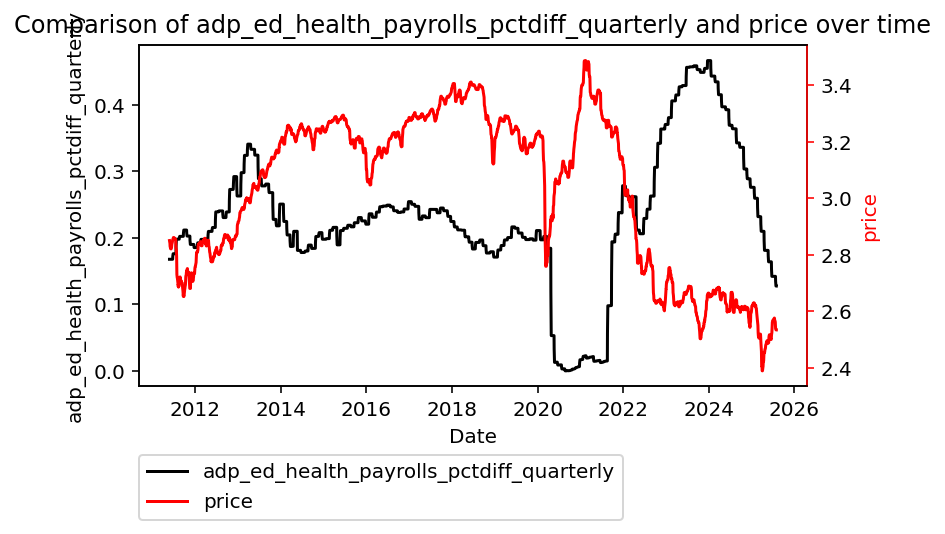 Comparison of adp_ed_health_payrolls_pctdiff_quarterly and price over time
adp_ed_health_payrolls_pctdiff_quarterly
0.4
0.3
0.2
0.1
0.0
3.4
3.2
3.0
2.8
2.6
2.4
price
2012 2014 2016 2018 2020 2022 2024 2026
Date
adp_ed_health_payrolls_pctdiff_quarterly
price